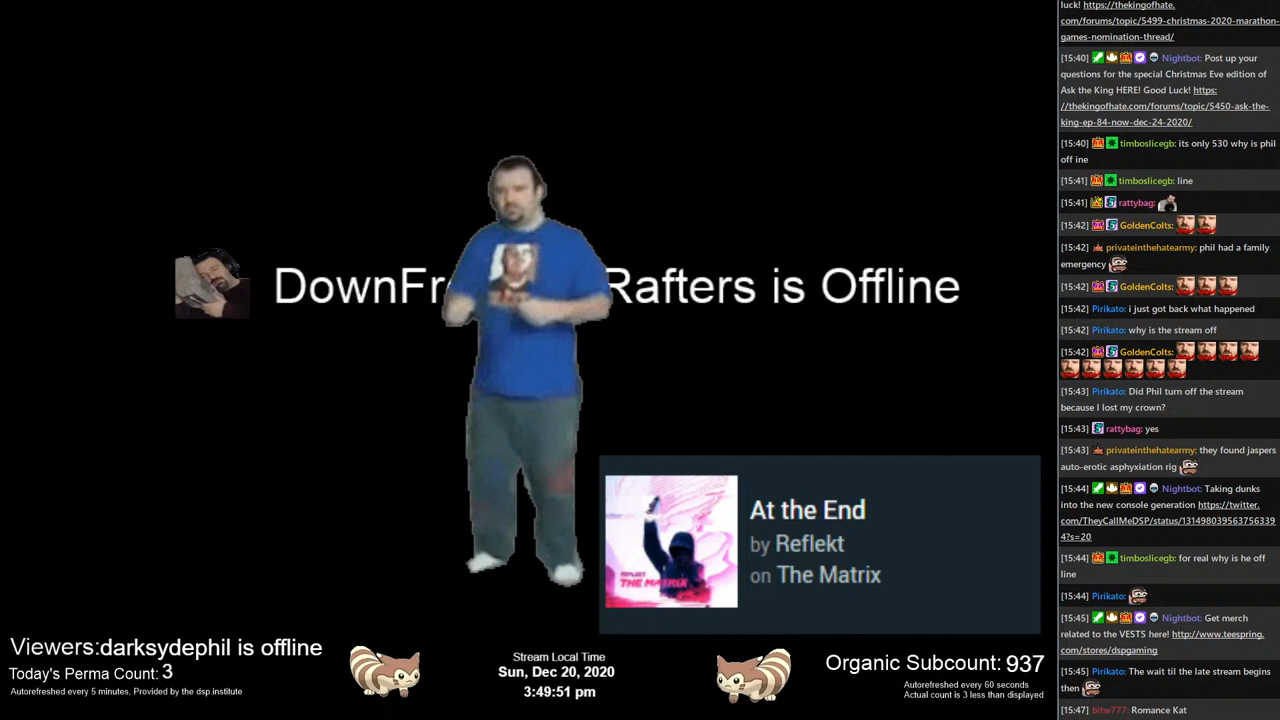 DownFr Rafters is Offline
At the End
by Reflekt
on The Matrix
REFLEKT
THE MATRIX
Viewers:darksydephil is offline
Today's Perma Count: 3
Autorefreshed every 5 minutes, Provided by the dsp institute
Stream Local Time
Sun, Dec 20, 2020
3:49:51 pm
Organic Subcount: 937
Autorefreshed every 60 seconds
Actual count is 3 less than displayed
luck! https://thekingofhate.
com/forums/topic/5499-christmas-2020-marathon-
games-nomination-thread/
[15:40] Nightbot: Post up your
questions for the special Christmas Eve edition of
Ask the King HERE! Good Luck! https:
//thekingofhate.com/forums/topic/5450-ask-the-
king-ep-84-now-dec-24-2020/
[15:40] timboslicegb: its only 530 why is phil
off ine
[15:41] timboslicegb: line
[15:41] rattybag:
[15:42] GoldenColts:
[15:42] privateinthehatearmy: phil had a family
emergency
[15:42] GoldenColts:
[15:42] Pirikato: i just got back what happened
[15:42] Pirikato: why is the stream off
[15:42] GoldenColts:
[15:43] Pirikato: Did Phil turn off the stream
because I lost my crown?
[15:43] rattybag: yes
[15:43] privateinthehatearmy: they found jaspers
auto-erotic asphyxiation rig
[15:44] Nightbot: Taking dunks
into the new console generation https://twitter.
com/TheyCallMeDSP/status/131498039563756339
4?s=20
[15:44] timboslicegb: for real why is he off
line
[15:44] Pirikato:
[15:45] Nightbot: Get merch
related to the VESTS here! http://www.teespring.
com/stores/dspgaming
[15:45] Pirikato: The wait til the late stream begins
then
[15:47] bitw777: Romance Kat